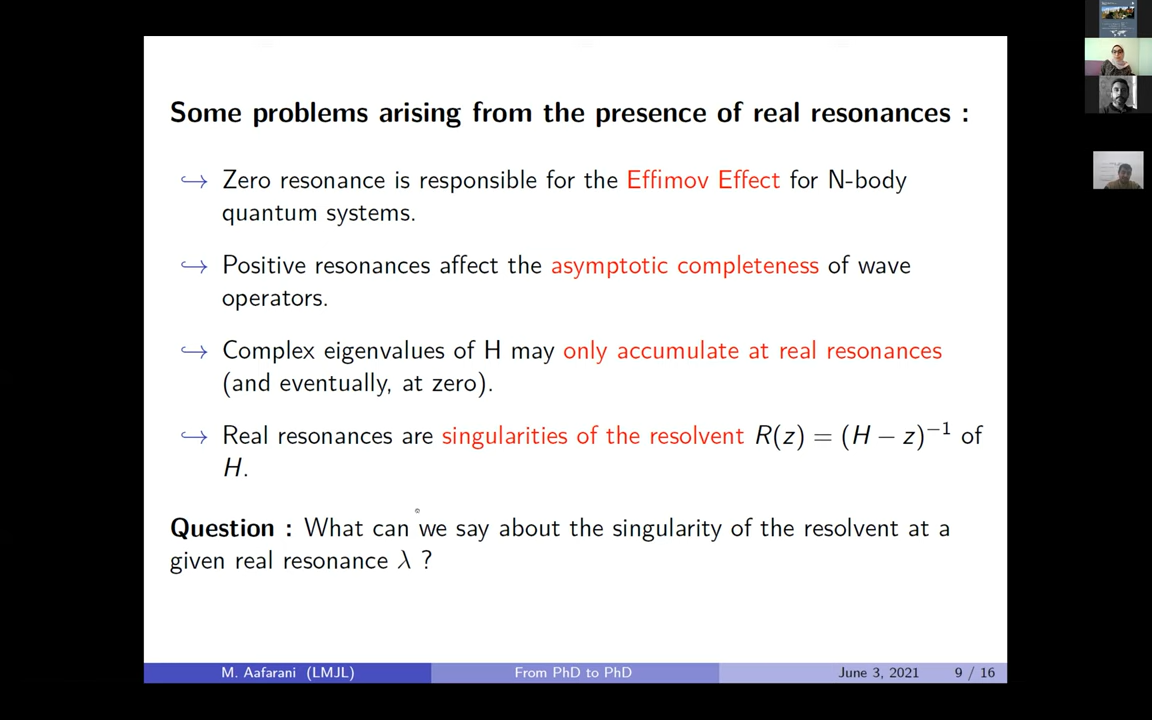 Some problems arising from the presence of real resonances :
↪ Zero resonance is responsible for the Effimov Effect for N-body
quantum systems.
↪ Positive resonances affect the asymptotic completeness of wave
operators.
↪ Complex eigenvalues of H may only accumulate at real resonances
(and eventually, at zero).
↪ Real resonances are singularities of the resolvent R(z) = (H − z)⁻¹ of
H.
Question : What can we say about the singularity of the resolvent at a
given real resonance λ ?
M. Aafarani (LMJL) From PhD to PhD June 3, 2021 9 / 16